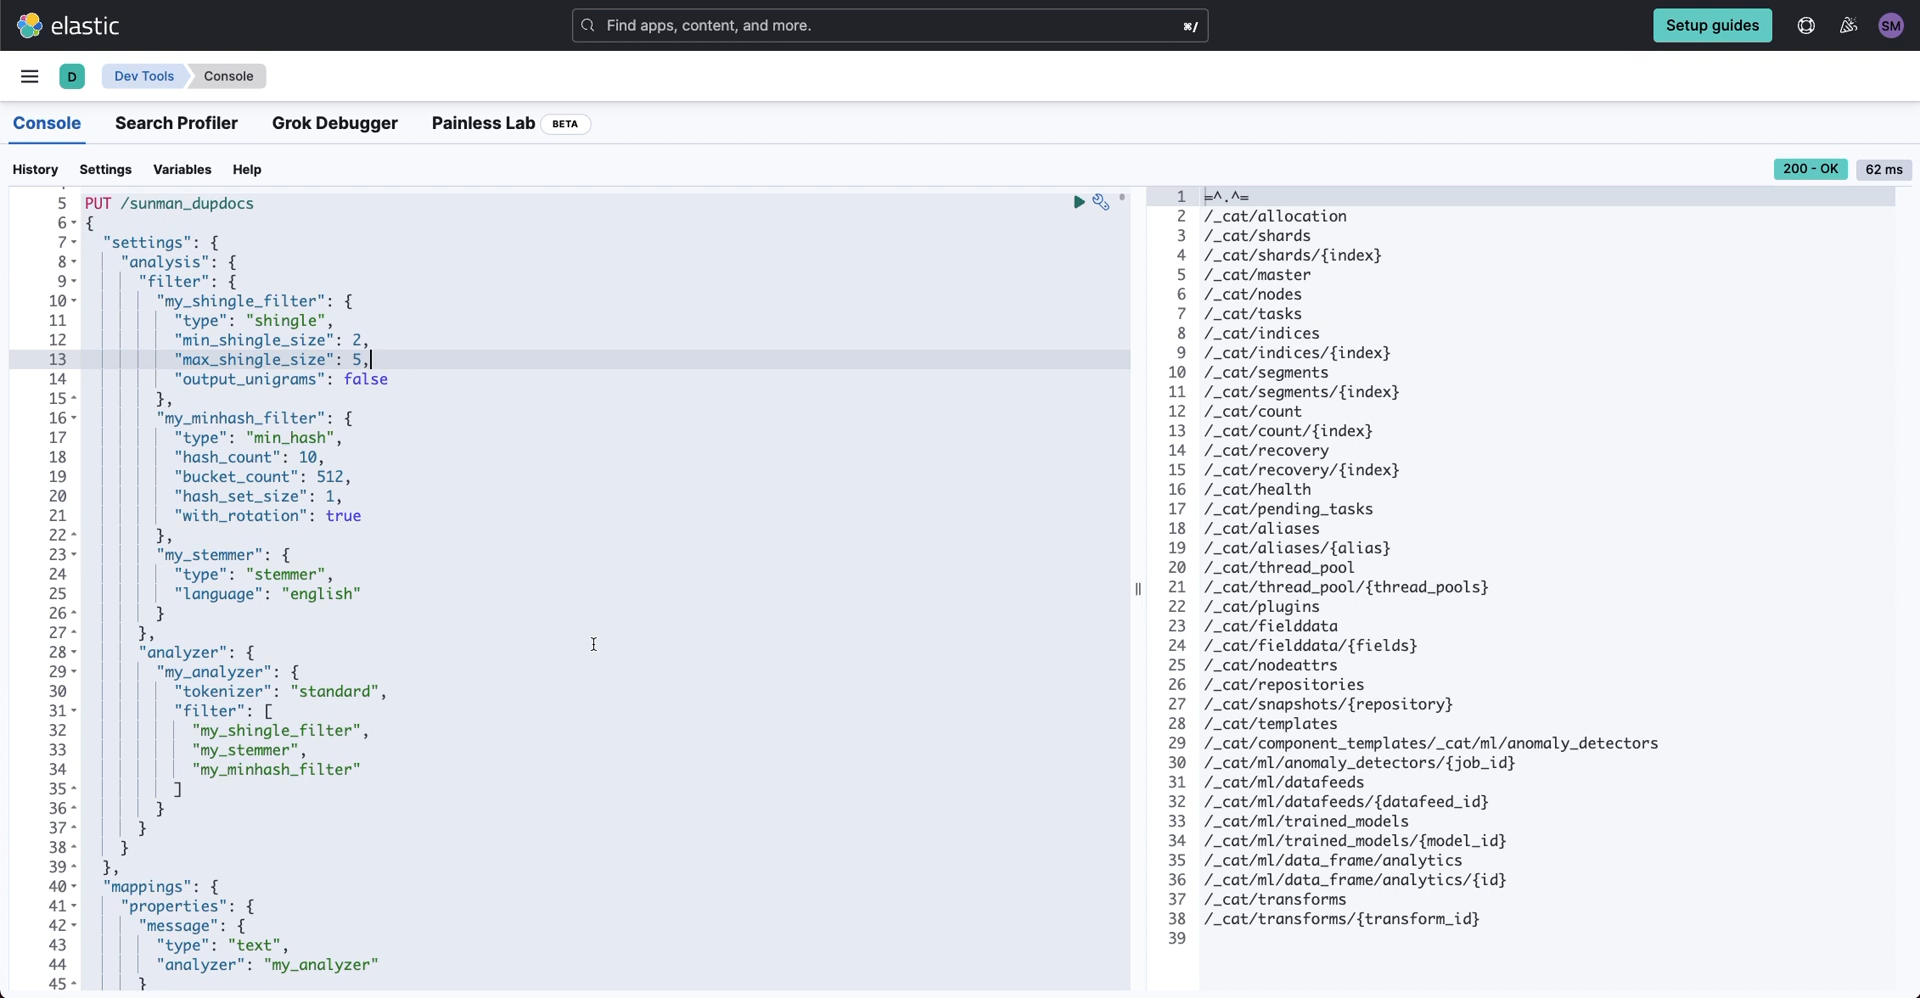 elastic
Find apps, content, and more.
⌘/
Setup guides
SM
D
Dev Tools
Console
Console
Search Profiler
Grok Debugger
Painless Lab
BETA
History
Settings
Variables
Help
200 - OK
62 ms
5 PUT /sunman_dupdocs
6 {
7 "settings": {
8 "analysis": {
9 "filter": {
10 "my_shingle_filter": {
11 "type": "shingle",
12 "min_shingle_size": 2,
13 "max_shingle_size": 5,
14 "output_unigrams": false
15 },
16 "my_minhash_filter": {
17 "type": "min_hash",
18 "hash_count": 10,
19 "bucket_count": 512,
20 "hash_set_size": 1,
21 "with_rotation": true
22 },
23 "my_stemmer": {
24 "type": "stemmer",
25 "language": "english"
26 }
27 },
28 "analyzer": {
29 "my_analyzer": {
30 "tokenizer": "standard",
31 "filter": [
32 "my_shingle_filter",
33 "my_stemmer",
34 "my_minhash_filter"
35 ]
36 }
37 }
38 }
39 },
40 "mappings": {
41 "properties": {
42 "message": {
43 "type": "text",
44 "analyzer": "my_analyzer"
45 }
1 =^.^=
2 /_cat/allocation
3 /_cat/shards
4 /_cat/shards/{index}
5 /_cat/master
6 /_cat/nodes
7 /_cat/tasks
8 /_cat/indices
9 /_cat/indices/{index}
10 /_cat/segments
11 /_cat/segments/{index}
12 /_cat/count
13 /_cat/count/{index}
14 /_cat/recovery
15 /_cat/recovery/{index}
16 /_cat/health
17 /_cat/pending_tasks
18 /_cat/aliases
19 /_cat/aliases/{alias}
20 /_cat/thread_pool
21 /_cat/thread_pool/{thread_pools}
22 /_cat/plugins
23 /_cat/fielddata
24 /_cat/fielddata/{fields}
25 /_cat/nodeattrs
26 /_cat/repositories
27 /_cat/snapshots/{repository}
28 /_cat/templates
29 /_cat/component_templates/_cat/ml/anomaly_detectors
30 /_cat/ml/anomaly_detectors/{job_id}
31 /_cat/ml/datafeeds
32 /_cat/ml/datafeeds/{datafeed_id}
33 /_cat/ml/trained_models
34 /_cat/ml/trained_models/{model_id}
35 /_cat/ml/data_frame/analytics
36 /_cat/ml/data_frame/analytics/{id}
37 /_cat/transforms
38 /_cat/transforms/{transform_id}
39